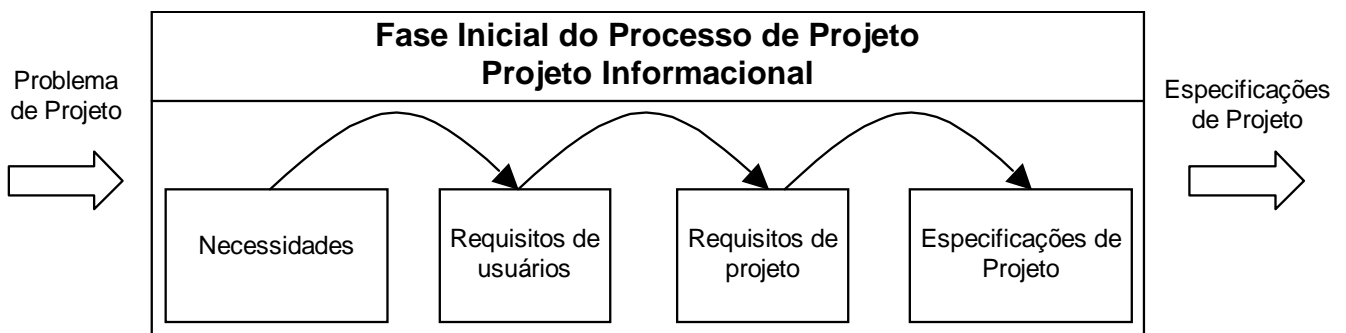 Fase Inicial do Processo de Projeto
Projeto Informacional
Problema
de Projeto
Especificações
de Projeto
Necessidades
Requisitos de
usuários
Requisitos de
projeto
Especificações de
Projeto